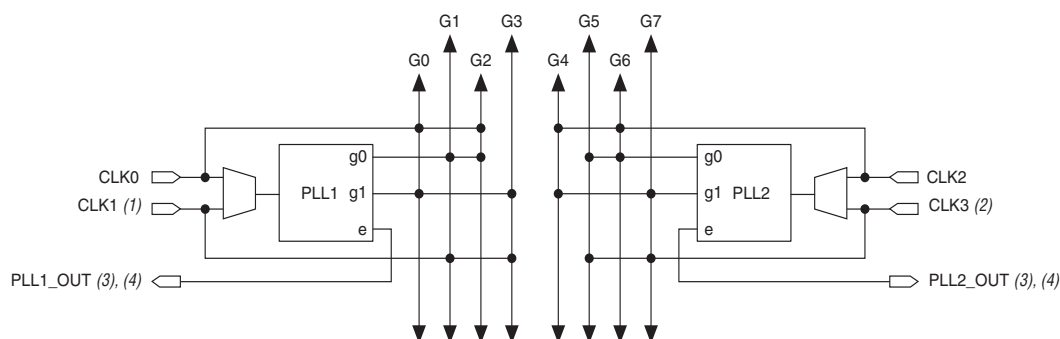 G1 G3 G5 G7
G0 G2 G4 G6
g0 g0
CLK0 PLL1 g1 g1 PLL2 CLK2
CLK1 (1) CLK3 (2)
e e
PLL1_OUT (3), (4) PLL2_OUT (3), (4)